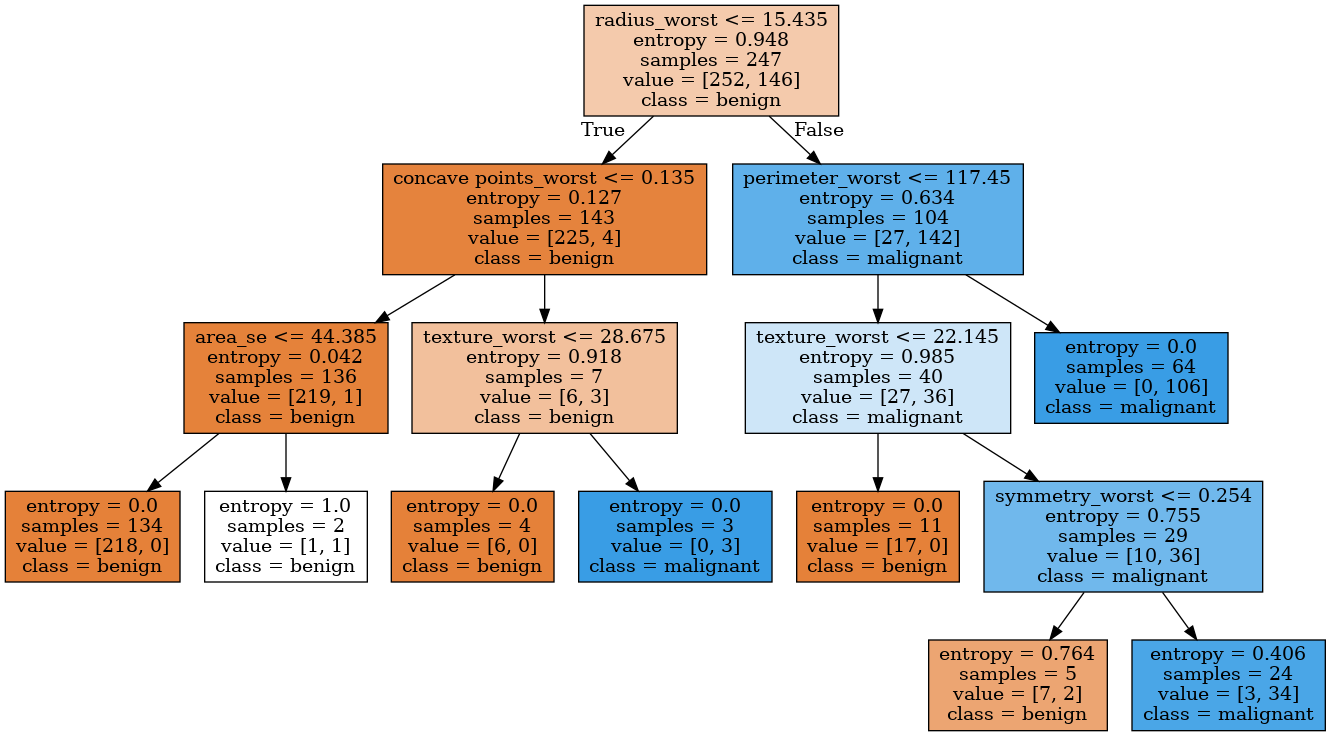 radius_worst <= 15.435
entropy = 0.948
samples = 247
value = [252, 146]
class = benign
True
False
concave points_worst <= 0.135
entropy = 0.127
samples = 143
value = [225, 4]
class = benign
perimeter_worst <= 117.45
entropy = 0.634
samples = 104
value = [27, 142]
class = malignant
area_se <= 44.385
entropy = 0.042
samples = 136
value = [219, 1]
class = benign
texture_worst <= 28.675
entropy = 0.918
samples = 7
value = [6, 3]
class = benign
texture_worst <= 22.145
entropy = 0.985
samples = 40
value = [27, 36]
class = malignant
entropy = 0.0
samples = 64
value = [0, 106]
class = malignant
entropy = 0.0
samples = 134
value = [218, 0]
class = benign
entropy = 1.0
samples = 2
value = [1, 1]
class = benign
entropy = 0.0
samples = 4
value = [6, 0]
class = benign
entropy = 0.0
samples = 3
value = [0, 3]
class = malignant
entropy = 0.0
samples = 11
value = [17, 0]
class = benign
symmetry_worst <= 0.254
entropy = 0.755
samples = 29
value = [10, 36]
class = malignant
entropy = 0.764
samples = 5
value = [7, 2]
class = benign
entropy = 0.406
samples = 24
value = [3, 34]
class = malignant